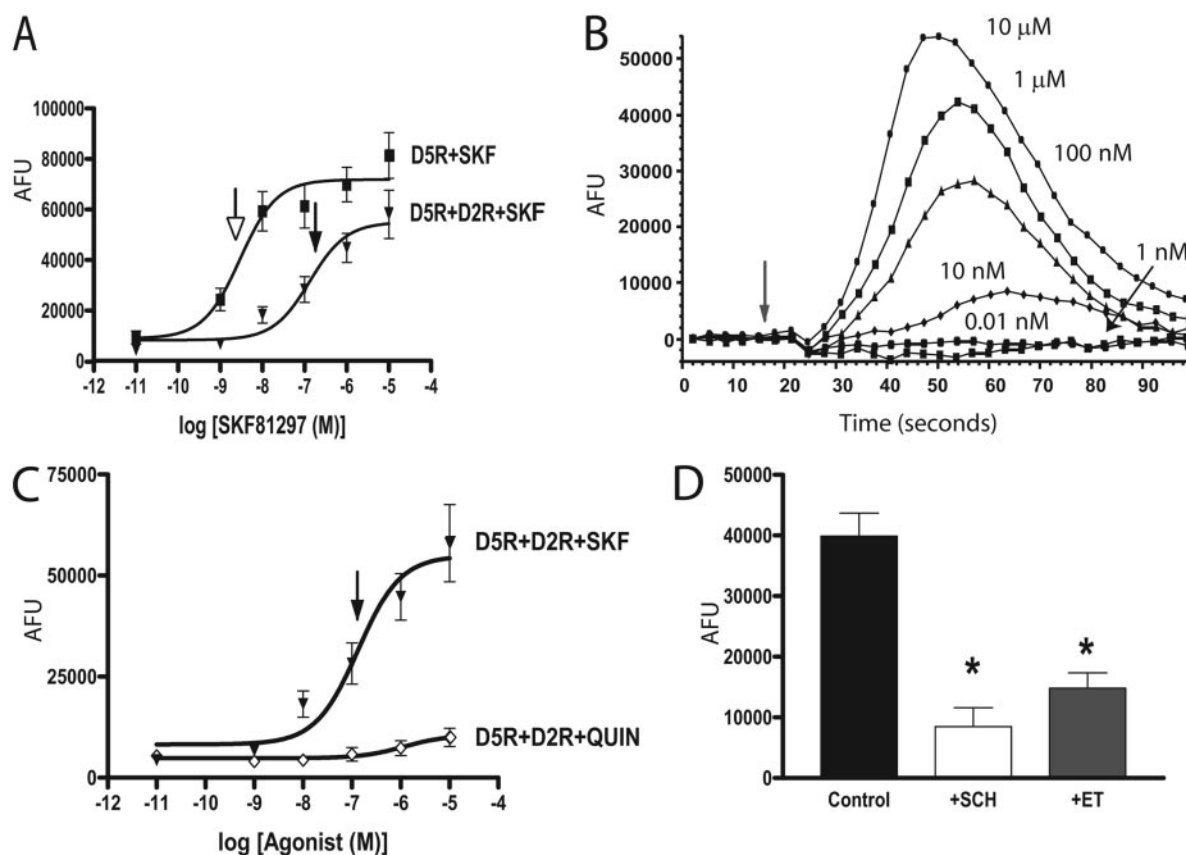 A
AFU
100000
80000
60000
40000
20000
0
D5R+SKF
D5R+D2R+SKF
-12 -11 -10 -9 -8 -7 -6 -5 -4
log [SKF81297 (M)]
B
AFU
50000
40000
30000
20000
10000
0
10 μM
1 μM
100 nM
1 nM
10 nM
0.01 nM
0 10 20 30 40 50 60 70 80 90
Time (seconds)
C
AFU
75000
50000
25000
0
D5R+D2R+SKF
D5R+D2R+QUIN
-12 -11 -10 -9 -8 -7 -6 -5 -4
log [Agonist (M)]
D
AFU
50000
40000
30000
20000
10000
0
* *
Control +SCH +ET